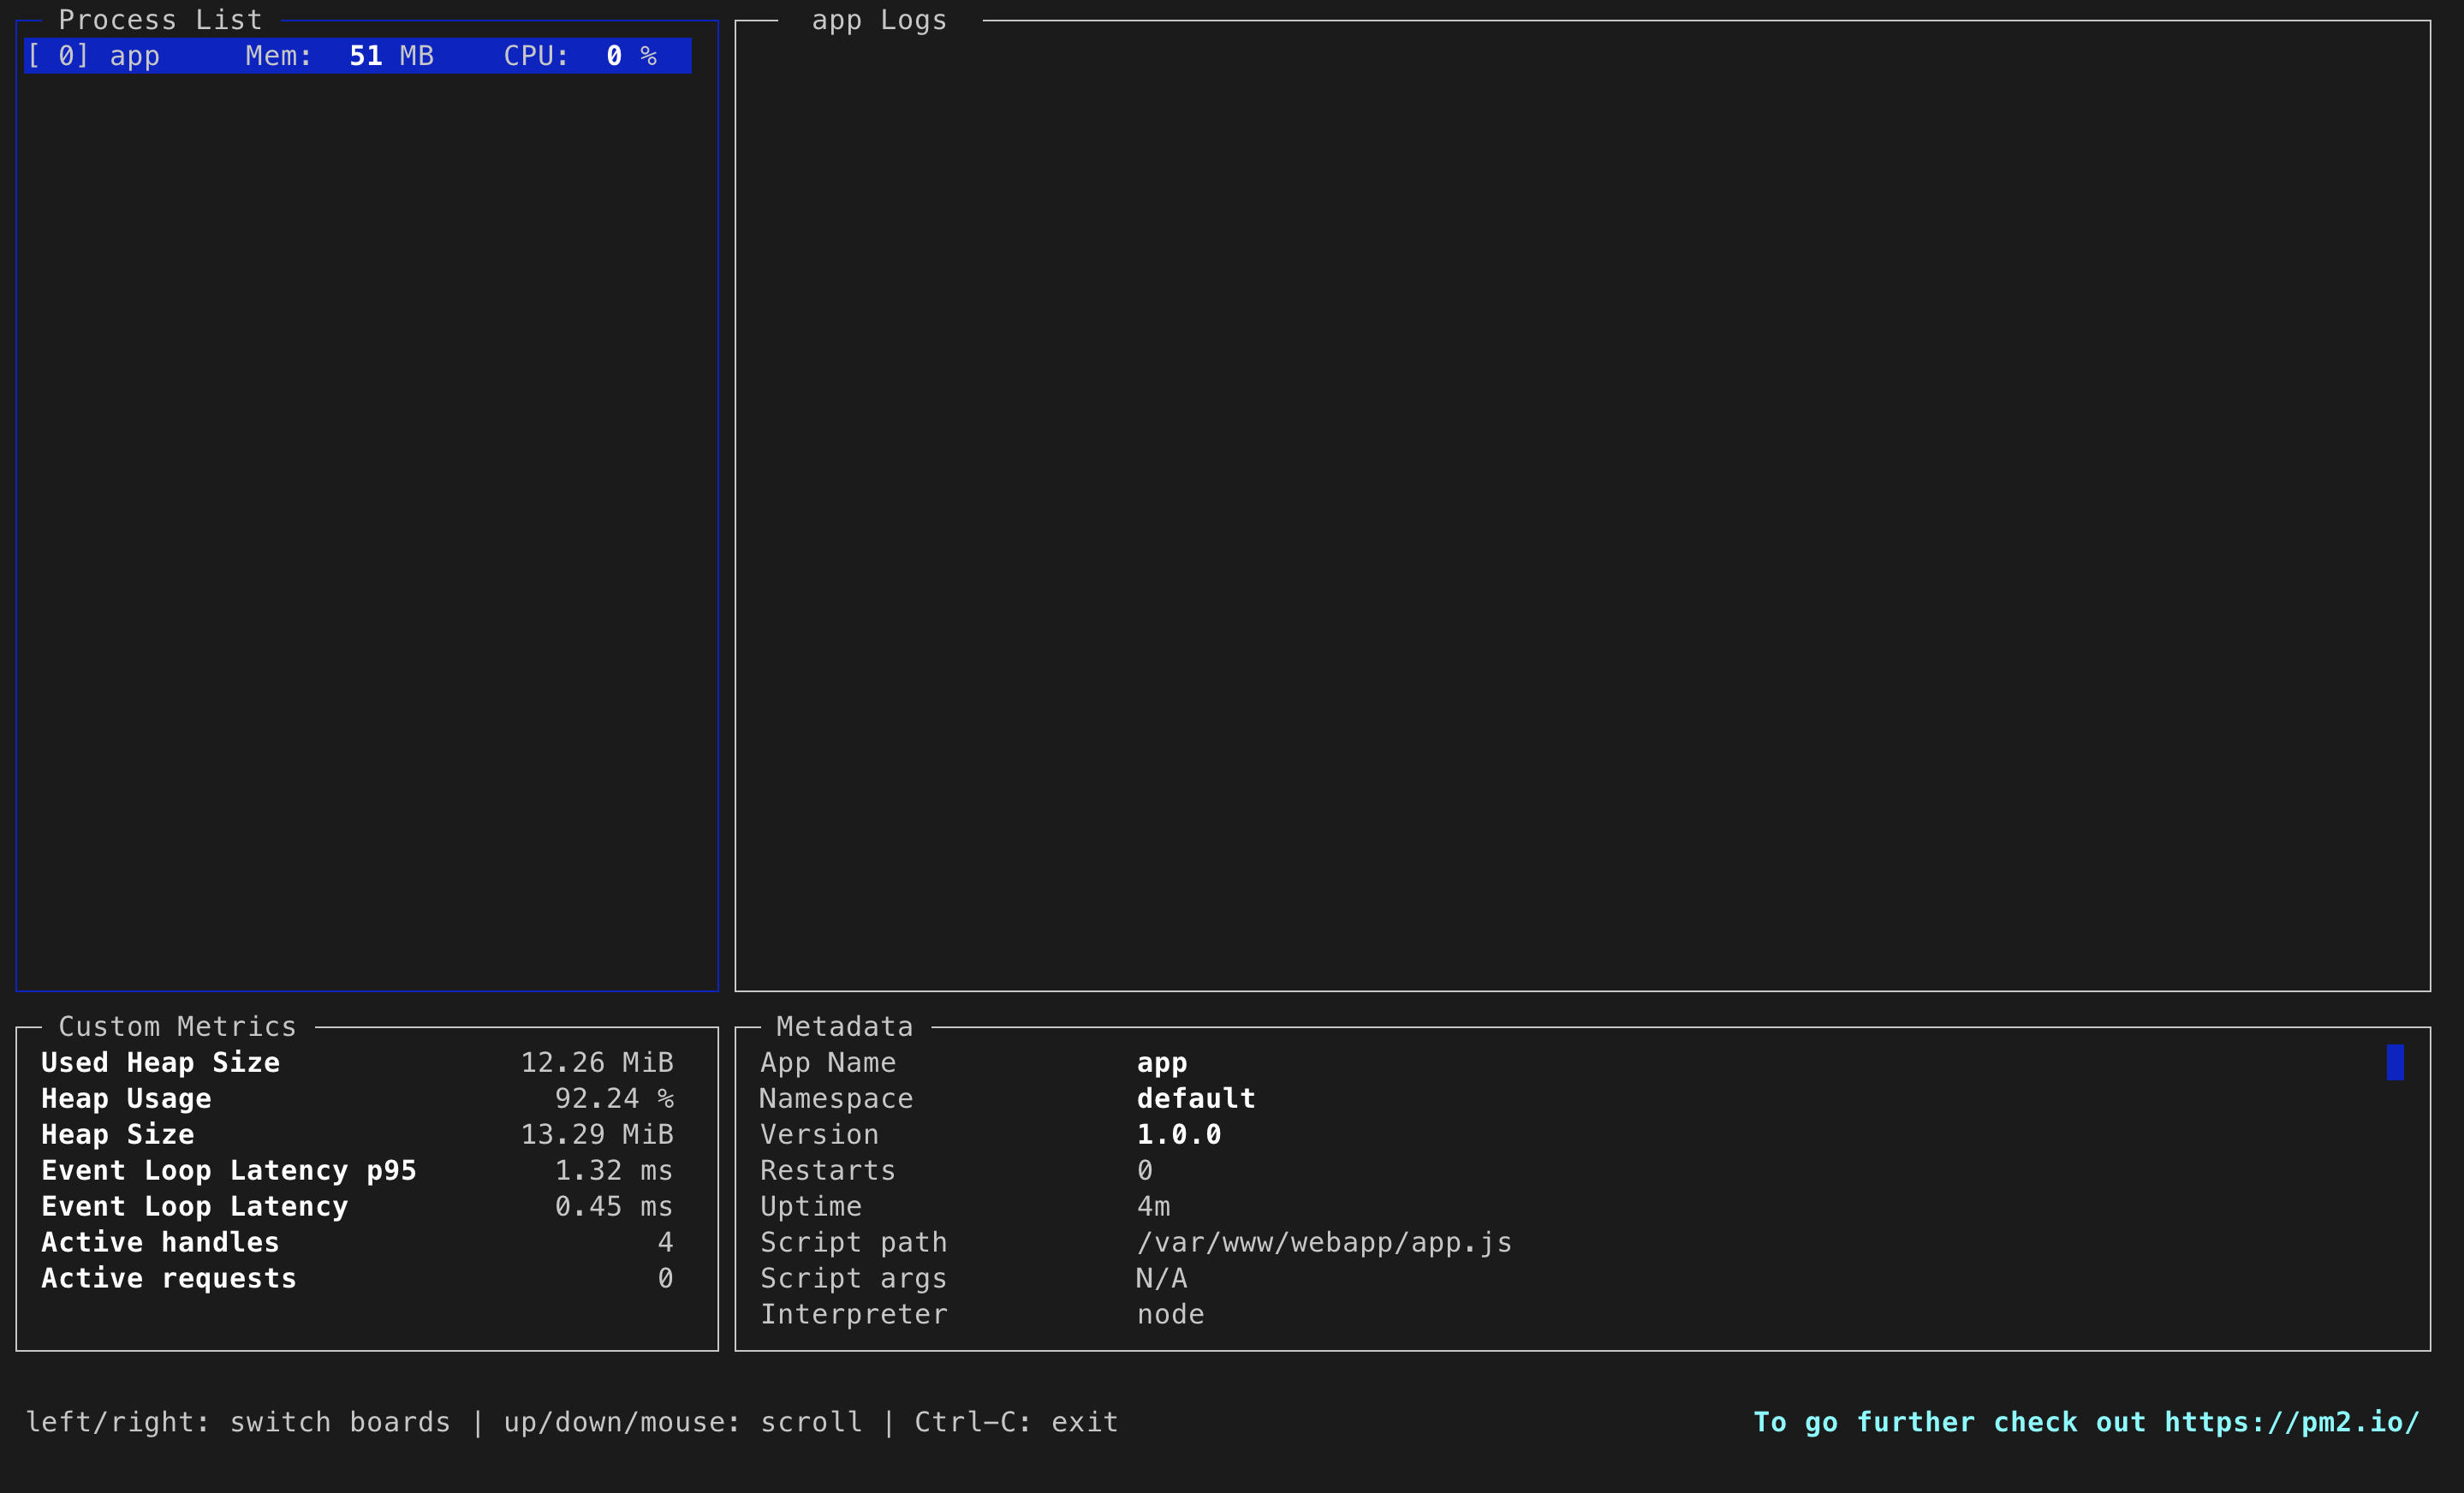 Process List
[ 0] app Mem: 51 MB CPU: 0 %
app Logs
Custom Metrics
Used Heap Size 12.26 MiB
Heap Usage 92.24 %
Heap Size 13.29 MiB
Event Loop Latency p95 1.32 ms
Event Loop Latency 0.45 ms
Active handles 4
Active requests 0
Metadata
App Name app
Namespace default
Version 1.0.0
Restarts 0
Uptime 4m
Script path /var/www/webapp/app.js
Script args N/A
Interpreter node
left/right: switch boards | up/down/mouse: scroll | Ctrl-C: exit
To go further check out https://pm2.io/